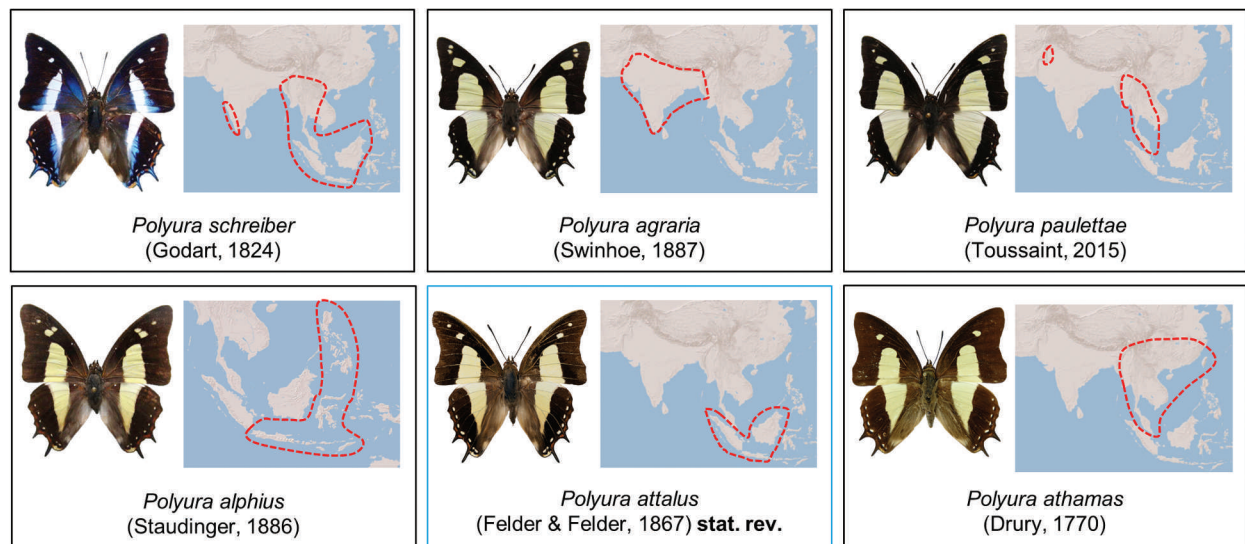 Polyura schreiber
(Godart, 1824)
Polyura agraria
(Swinhoe, 1887)
Polyura paulettae
(Toussaint, 2015)
Polyura alphius
(Staudinger, 1886)
Polyura attalus
(Felder & Felder, 1867) stat. rev.
Polyura athamas
(Drury, 1770)